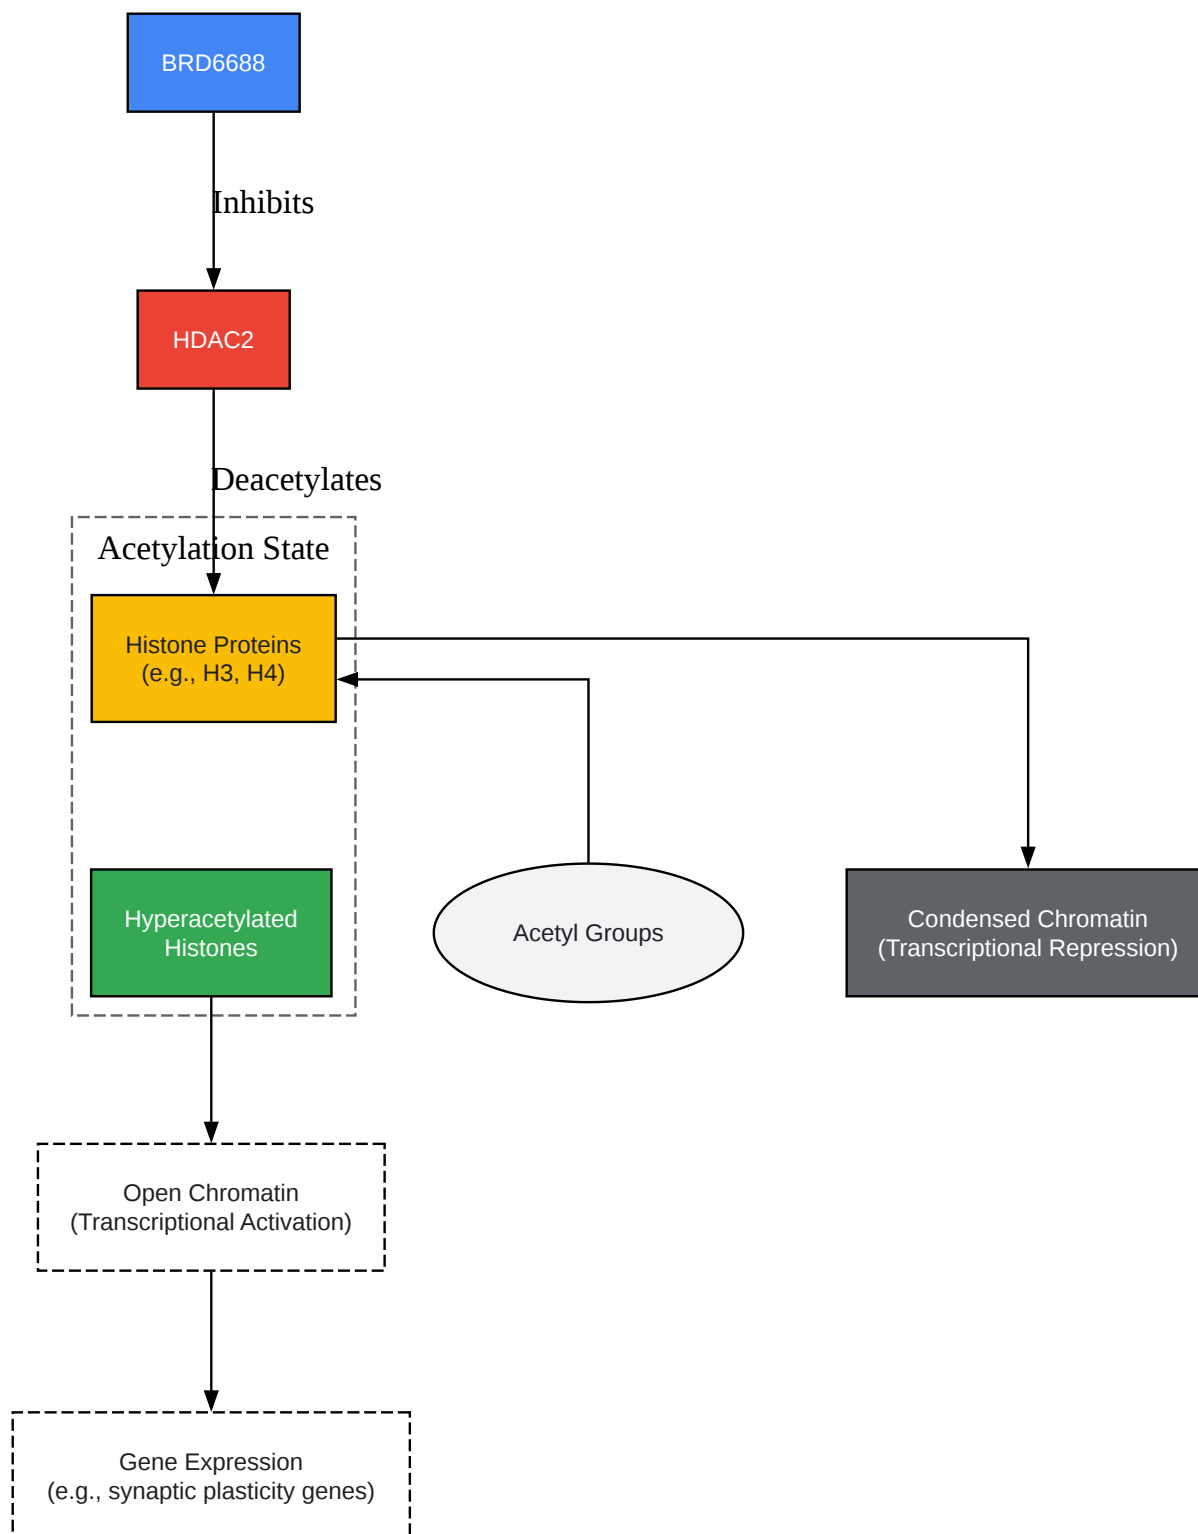 BRD6688
Inhibits
HDAC2
Deacetylates
Acetylation State
Histone Proteins
(e.g., H3, H4)
Hyperacetylated
Histones
Acetyl Groups
Condensed Chromatin
(Transcriptional Repression)
Open Chromatin
(Transcriptional Activation)
Gene Expression
(e.g., synaptic plasticity genes)